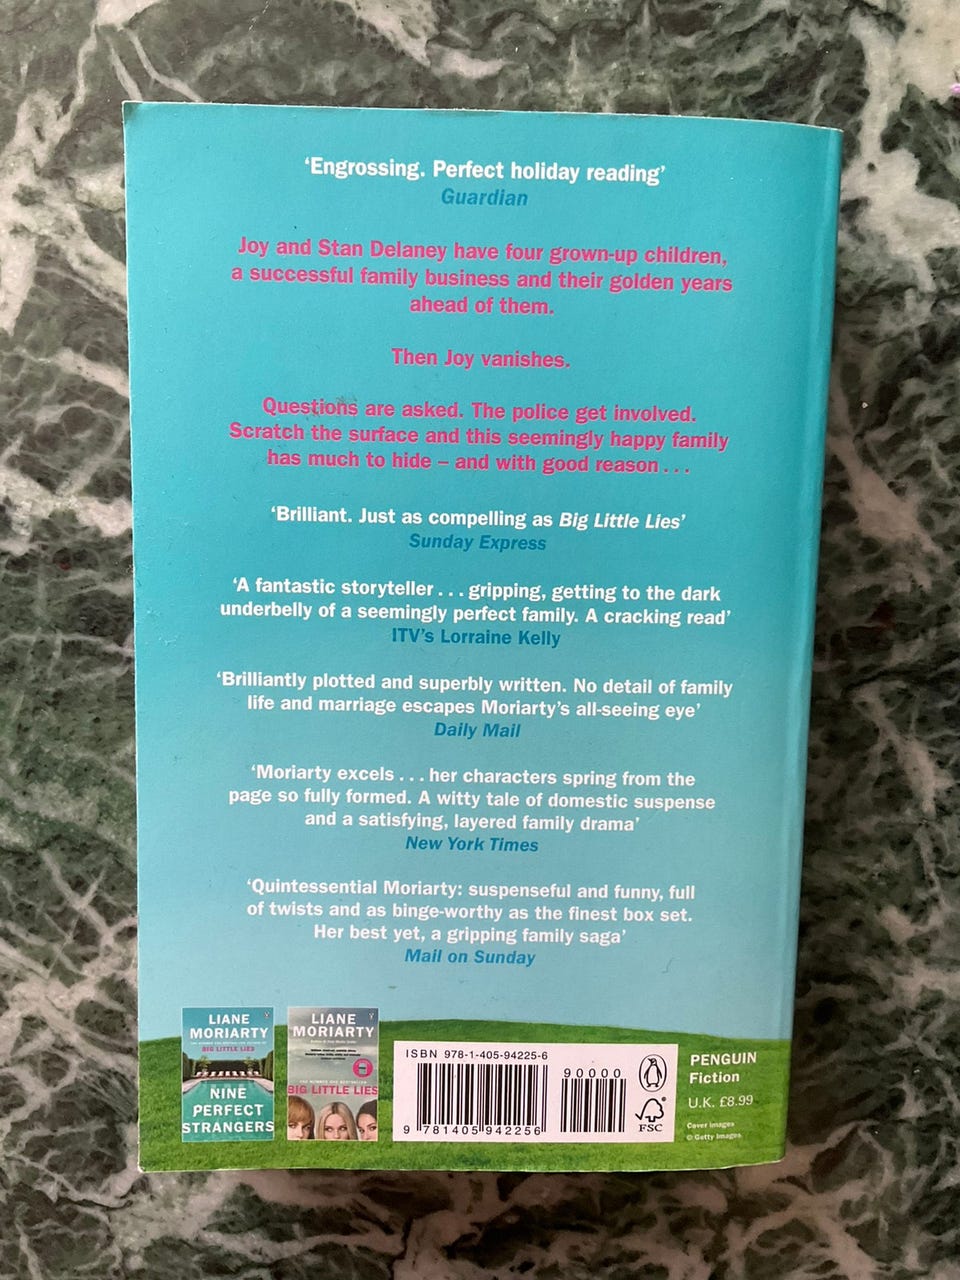 ‘Engrossing. Perfect holiday reading’
Guardian
Joy and Stan Delaney have four grown-up children,
a successful family business and their golden years
ahead of them.
Then Joy vanishes.
Questions are asked. The police get involved.
Scratch the surface and this seemingly happy family
has much to hide – and with good reason . . .
‘Brilliant. Just as compelling as Big Little Lies’
Sunday Express
‘A fantastic storyteller . . . gripping, getting to the dark
underbelly of a seemingly perfect family. A cracking read’
ITV’s Lorraine Kelly
‘Brilliantly plotted and superbly written. No detail of family
life and marriage escapes Moriarty’s all-seeing eye’
Daily Mail
‘Moriarty excels . . . her characters spring from the
page so fully formed. A witty tale of domestic suspense
and a satisfying, layered family drama’
New York Times
‘Quintessential Moriarty: suspenseful and funny, full
of twists and as binge-worthy as the finest box set.
Her best yet, a gripping family saga’
Mail on Sunday
LIANE
MORIARTY
BIG LITTLE LIES
NINE
PERFECT
STRANGERS
LIANE
MORIARTY
BIG LITTLE LIES
ISBN 978-1-405-94225-6
90000
9 781405 942256
FSC
PENGUIN
Fiction
U.K. £8.99
Cover images
© Getty Images